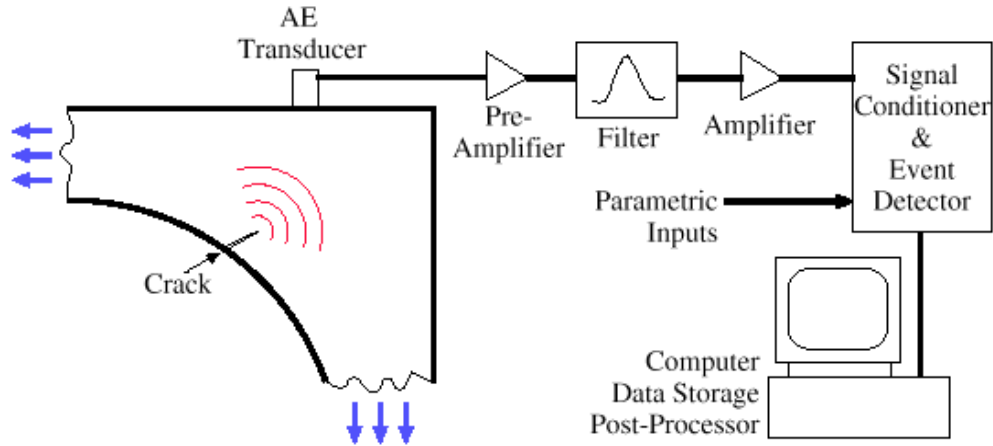 AE
Transducer
Pre-
Amplifier
Filter
Amplifier
Signal
Conditioner
&
Event
Detector
Parametric
Inputs
Crack
Computer
Data Storage
Post-Processor